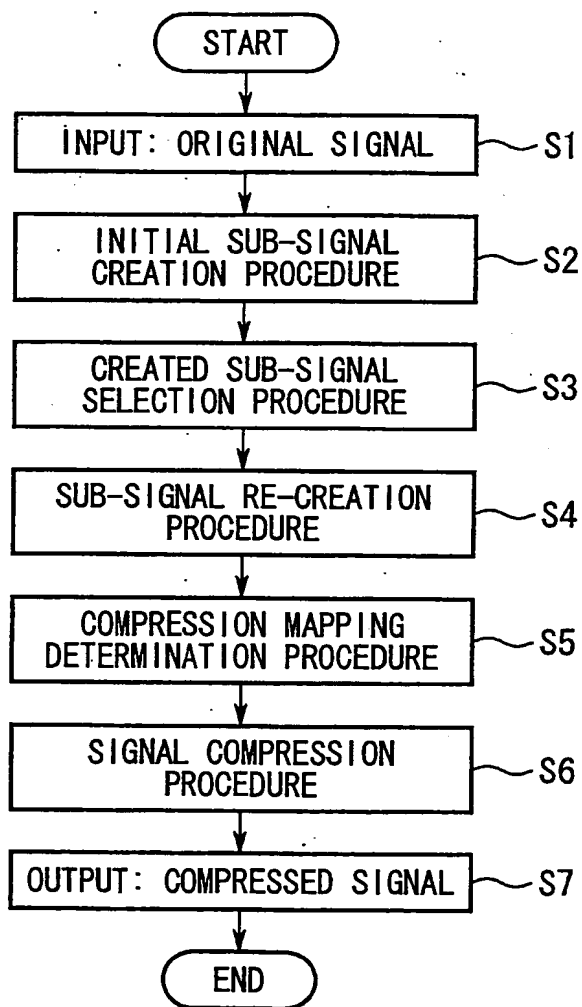 START
INPUT: ORIGINAL SIGNAL
S1
INITIAL SUB-SIGNAL
CREATION PROCEDURE
S2
CREATED SUB-SIGNAL
SELECTION PROCEDURE
S3
SUB-SIGNAL RE-CREATION
PROCEDURE
S4
COMPRESSION MAPPING
DETERMINATION PROCEDURE
S5
SIGNAL COMPRESSION
PROCEDURE
S6
OUTPUT: COMPRESSED SIGNAL
S7
END